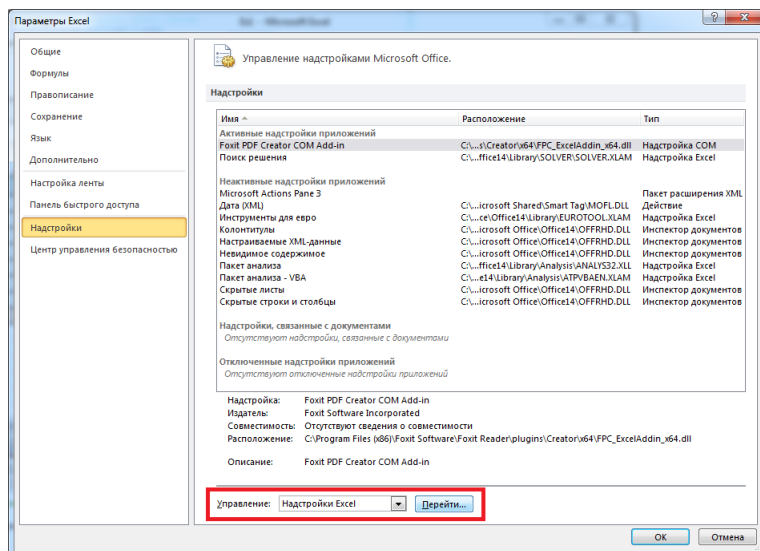 Параметры Excel
Общие
Формулы
Правописание
Сохранение
Язык
Дополнительно
Настройка ленты
Панель быстрого доступа
Надстройки
Центр управления безопасностью
Управление надстройками Microsoft Office.
Надстройки
Имя Расположение Тип
Активные надстройки приложений
Foxit PDF Creator COM Add-in C:\...s\Creator\x64\FPC_ExcelAddin_x64.dll Надстройка COM
Поиск решения C:\...ffice14\Library\SOLVER\SOLVER.XLAM Надстройка Excel
Неактивные надстройки приложений
Microsoft Actions Pane 3 Пакет расширения XML
Дата (XML) C:\...icrosoft Shared\Smart Tag\MOFL.DLL Действие
Инструменты для евро C:\...ce\Office14\Library\EUROTOOL.XLAM Надстройка Excel
Колонтитулы C:\...icrosoft Office\Office14\OFFRHD.DLL Инспектор документов
Настраиваемые XML-данные C:\...icrosoft Office\Office14\OFFRHD.DLL Инспектор документов
Невидимое содержимое C:\...icrosoft Office\Office14\OFFRHD.DLL Инспектор документов
Пакет анализа C:\...ffice14\Library\Analysis\ANALYS32.XLL Надстройка Excel
Пакет анализа - VBA C:\...e14\Library\Analysis\ATPVBAEN.XLAM Надстройка Excel
Скрытые листы C:\...icrosoft Office\Office14\OFFRHD.DLL Инспектор документов
Скрытые строки и столбцы C:\...icrosoft Office\Office14\OFFRHD.DLL Инспектор документов
Надстройки, связанные с документами
Отсутствуют надстройки, связанные с документами
Отключенные надстройки приложений
Отсутствуют отключенные надстройки приложений
Надстройка: Foxit PDF Creator COM Add-in
Издатель: Foxit Software Incorporated
Совместимость: Отсутствуют сведения о совместимости
Расположение: C:\Program Files (x86)\Foxit Software\Foxit Reader\plugins\Creator\x64\FPC_ExcelAddin_x64.dll
Описание: Foxit PDF Creator COM Add-in
Управление: Надстройки Excel Перейти...
ОК Отмена